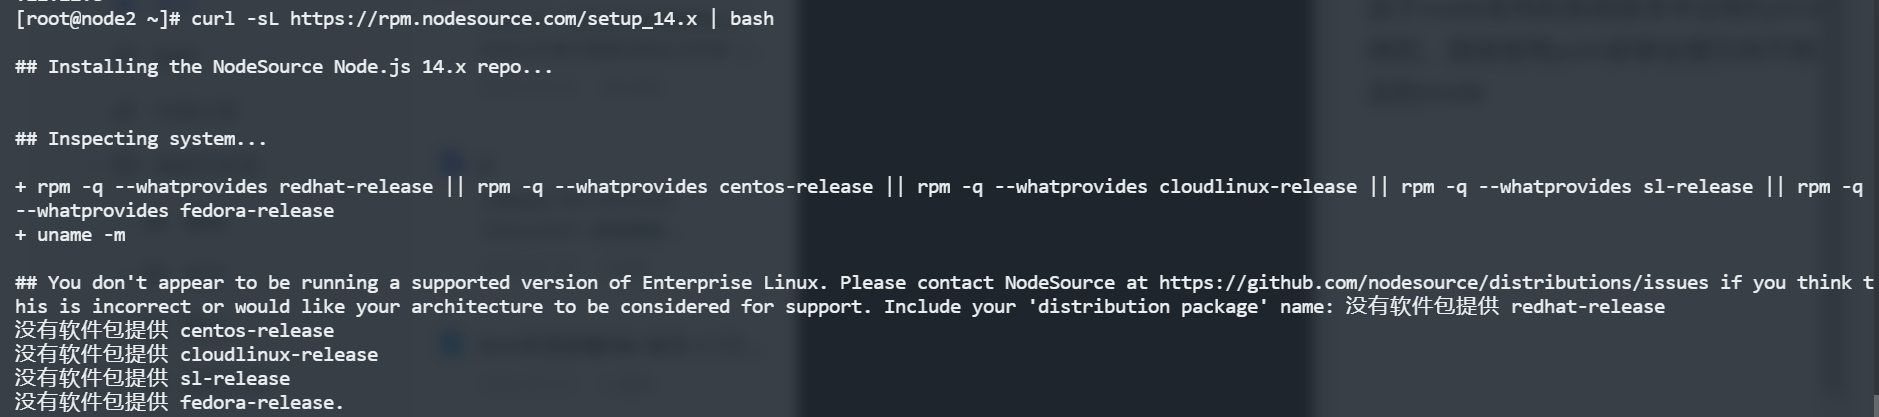 [root@node2 ~]# curl -sL https://rpm.nodesource.com/setup_14.x | bash
## Installing the NodeSource Node.js 14.x repo...
## Inspecting system...
+ rpm -q --whatprovides redhat-release || rpm -q --whatprovides centos-release || rpm -q --whatprovides cloudlinux-release || rpm -q --whatprovides sl-release || rpm -q
--whatprovides fedora-release
+ uname -m
## You don't appear to be running a supported version of Enterprise Linux. Please contact NodeSource at https://github.com/nodesource/distributions/issues if you think t
his is incorrect or would like your architecture to be considered for support. Include your 'distribution package' name: 没有软件包提供 redhat-release
没有软件包提供 centos-release
没有软件包提供 cloudlinux-release
没有软件包提供 sl-release
没有软件包提供 fedora-release.